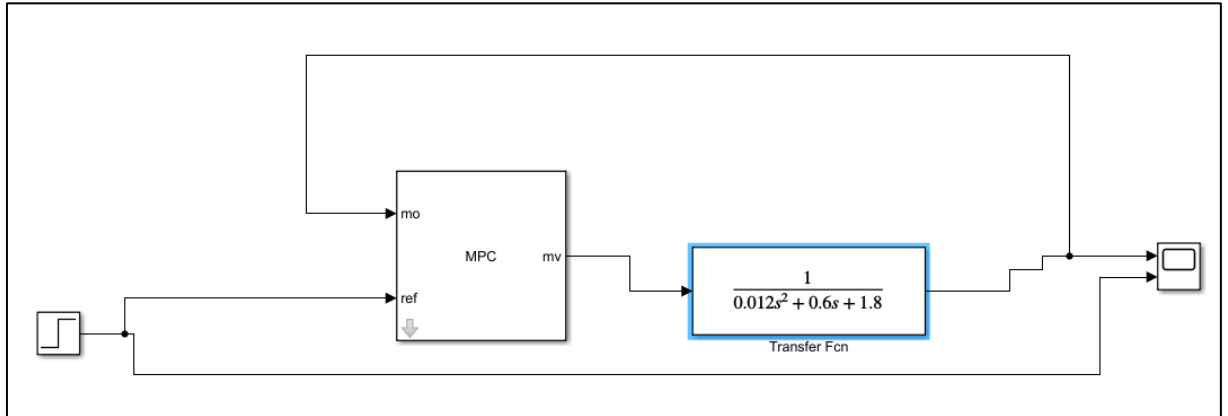 mo
MPC
mv
ref
1
0.012s² + 0.6s + 1.8
Transfer Fcn